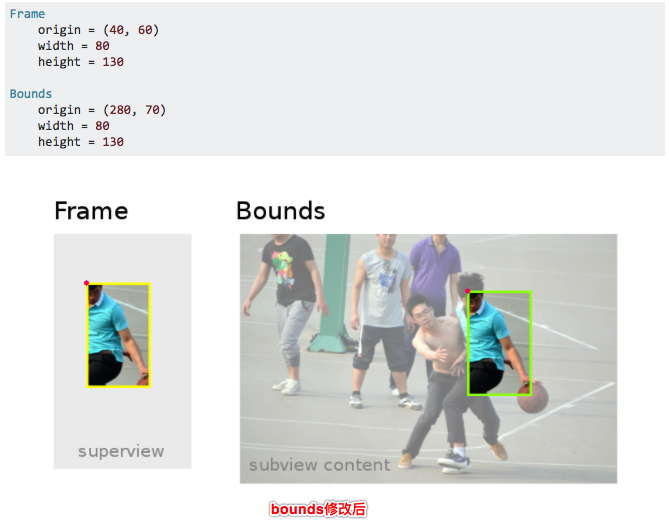 Frame
origin = (40, 60)
width = 80
height = 130
Bounds
origin = (280, 70)
width = 80
height = 130
Frame
Bounds
superview
subview content
bounds修改后